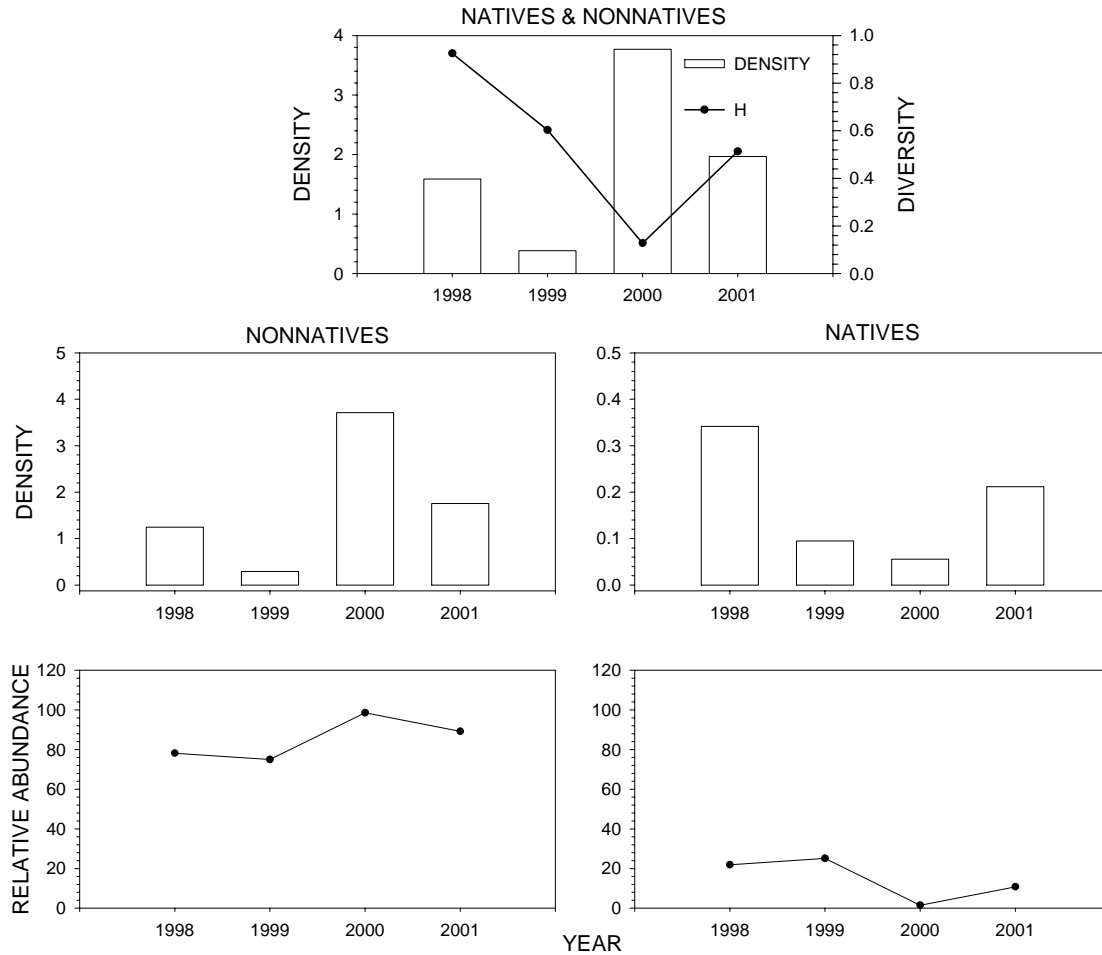 NATIVES & NONNATIVES
4
3
2
1
0
DENSITY
1.0
0.8
0.6
0.4
0.2
0.0
DIVERSITY
DENSITY
H
1998 1999 2000 2001
NONNATIVES
5
4
3
2
1
0
DENSITY
1998 1999 2000 2001
NATIVES
0.5
0.4
0.3
0.2
0.1
0.0
1998 1999 2000 2001
120
100
80
60
40
20
0
RELATIVE ABUNDANCE
1998 1999 2000 2001
120
100
80
60
40
20
0
1998 1999 2000 2001
YEAR